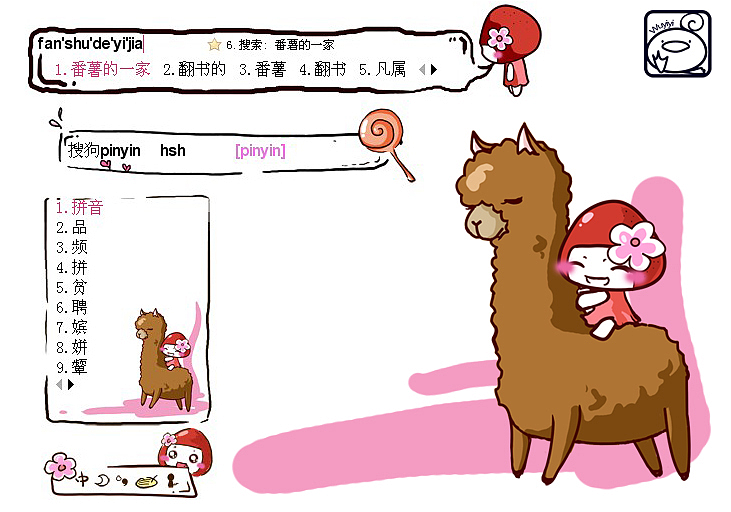 fan'shu'de'yi'jia
6.搜索：番薯的一家
1.番薯的一家 2.翻书的 3.番薯 4.翻书 5.凡属
Wuyiyi
搜狗pinyin hsh [pinyin]
1.拼音
2.品
3.频
4.拼
5.贫
6.聘
7.嫔
8.姘
9.颦
中